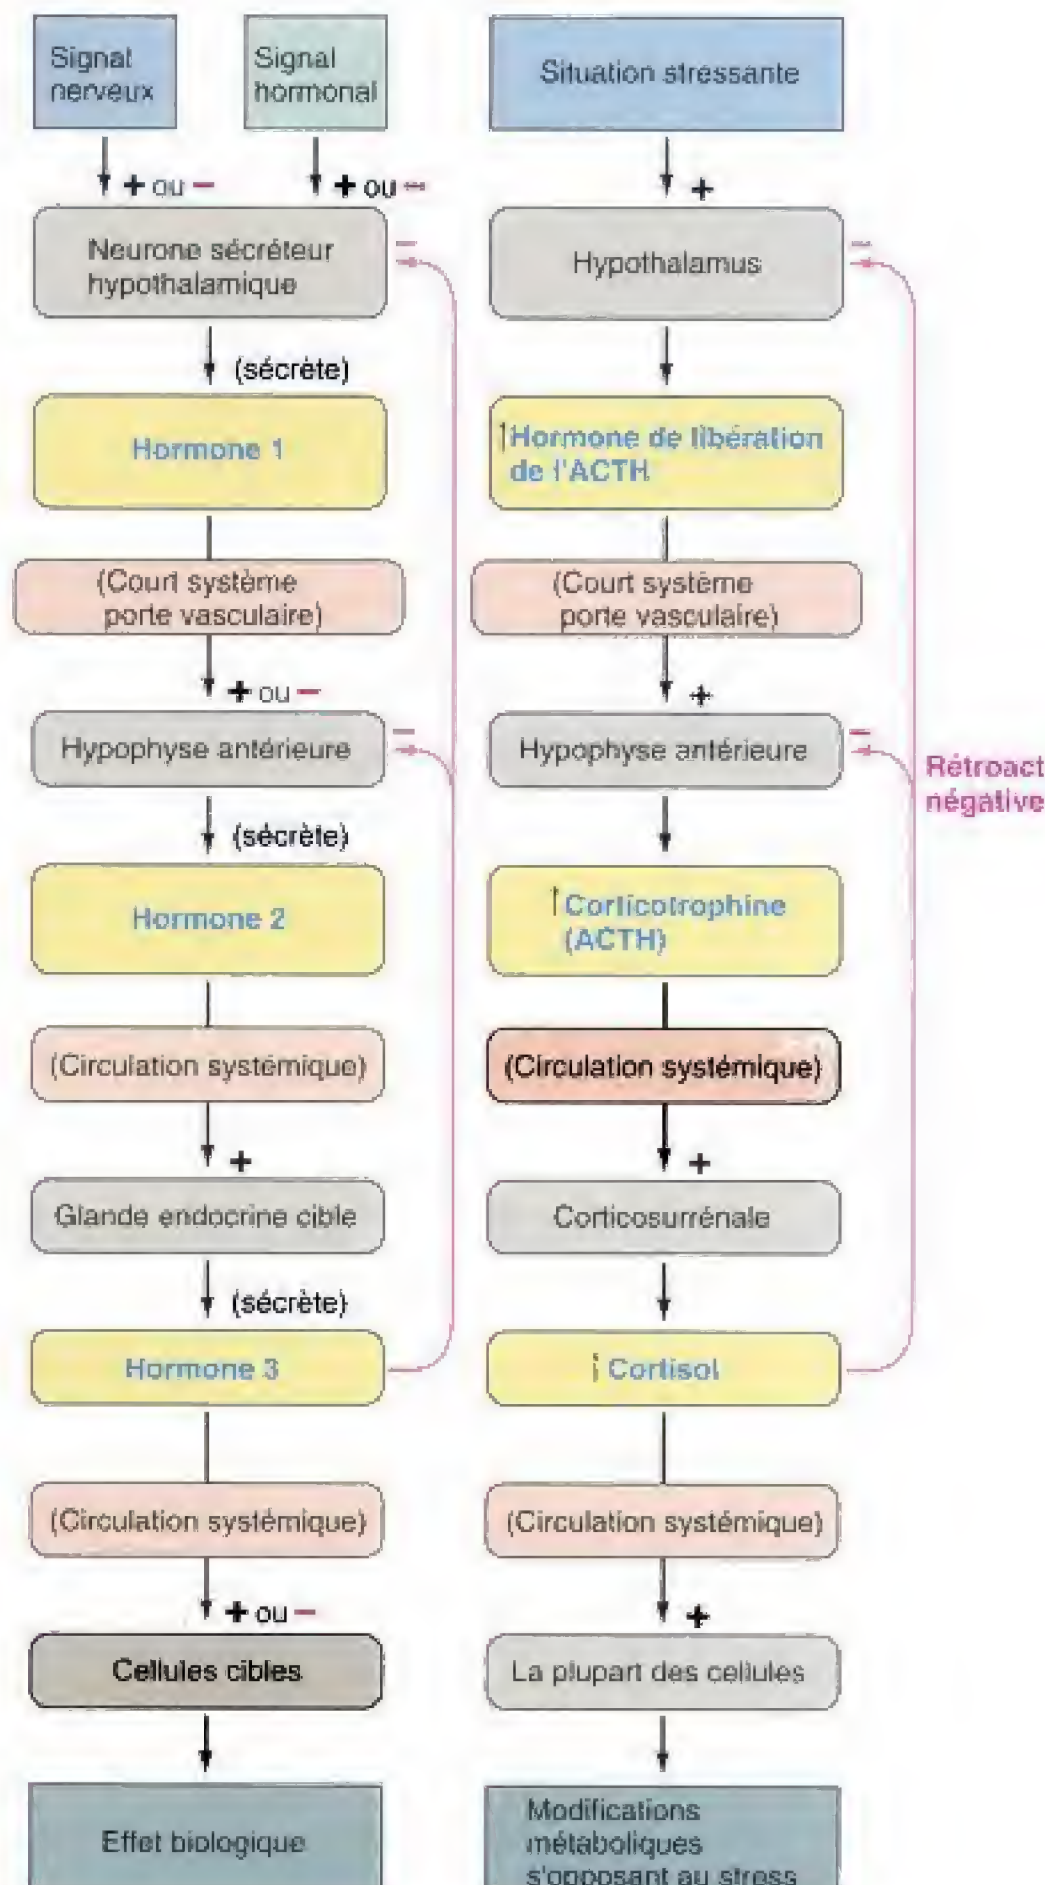 Signal
nerveux
+ ou −
Neurone sécréteur
hypothalamique
−
(sécrète)
Hormone 1
(Court système
porte vasculaire)
+ ou −
Hypophyse antérieure
−
(sécrète)
Hormone 2
(Circulation systémique)
+
Glande endocrine cible
(sécrète)
Hormone 3
(Circulation systémique)
+ ou −
Cellules cibles
Effet biologique
Signal
hormonal
+ ou −
Situation stressante
+
Hypothalamus
−
↑Hormone de libération
de l'ACTH
(Court système
porte vasculaire)
+
Hypophyse antérieure
−
Rétroact
négative
↑Corticotrophine
(ACTH)
(Circulation systémique)
+
Corticosurrénale
↑ Cortisol
(Circulation systémique)
+
La plupart des cellules
Modifications
métaboliques
s'opposant au stress